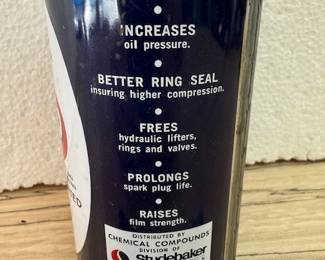 INCREASES
oil pressure.
BETTER RING SEAL
insuring higher compression.
FREES
hydraulic lifters,
rings and valves.
PROLONGS
spark plug life.
RAISES
film strength.
DISTRIBUTED BY
CHEMICAL COMPOUNDS
DIVISION OF
Studebaker